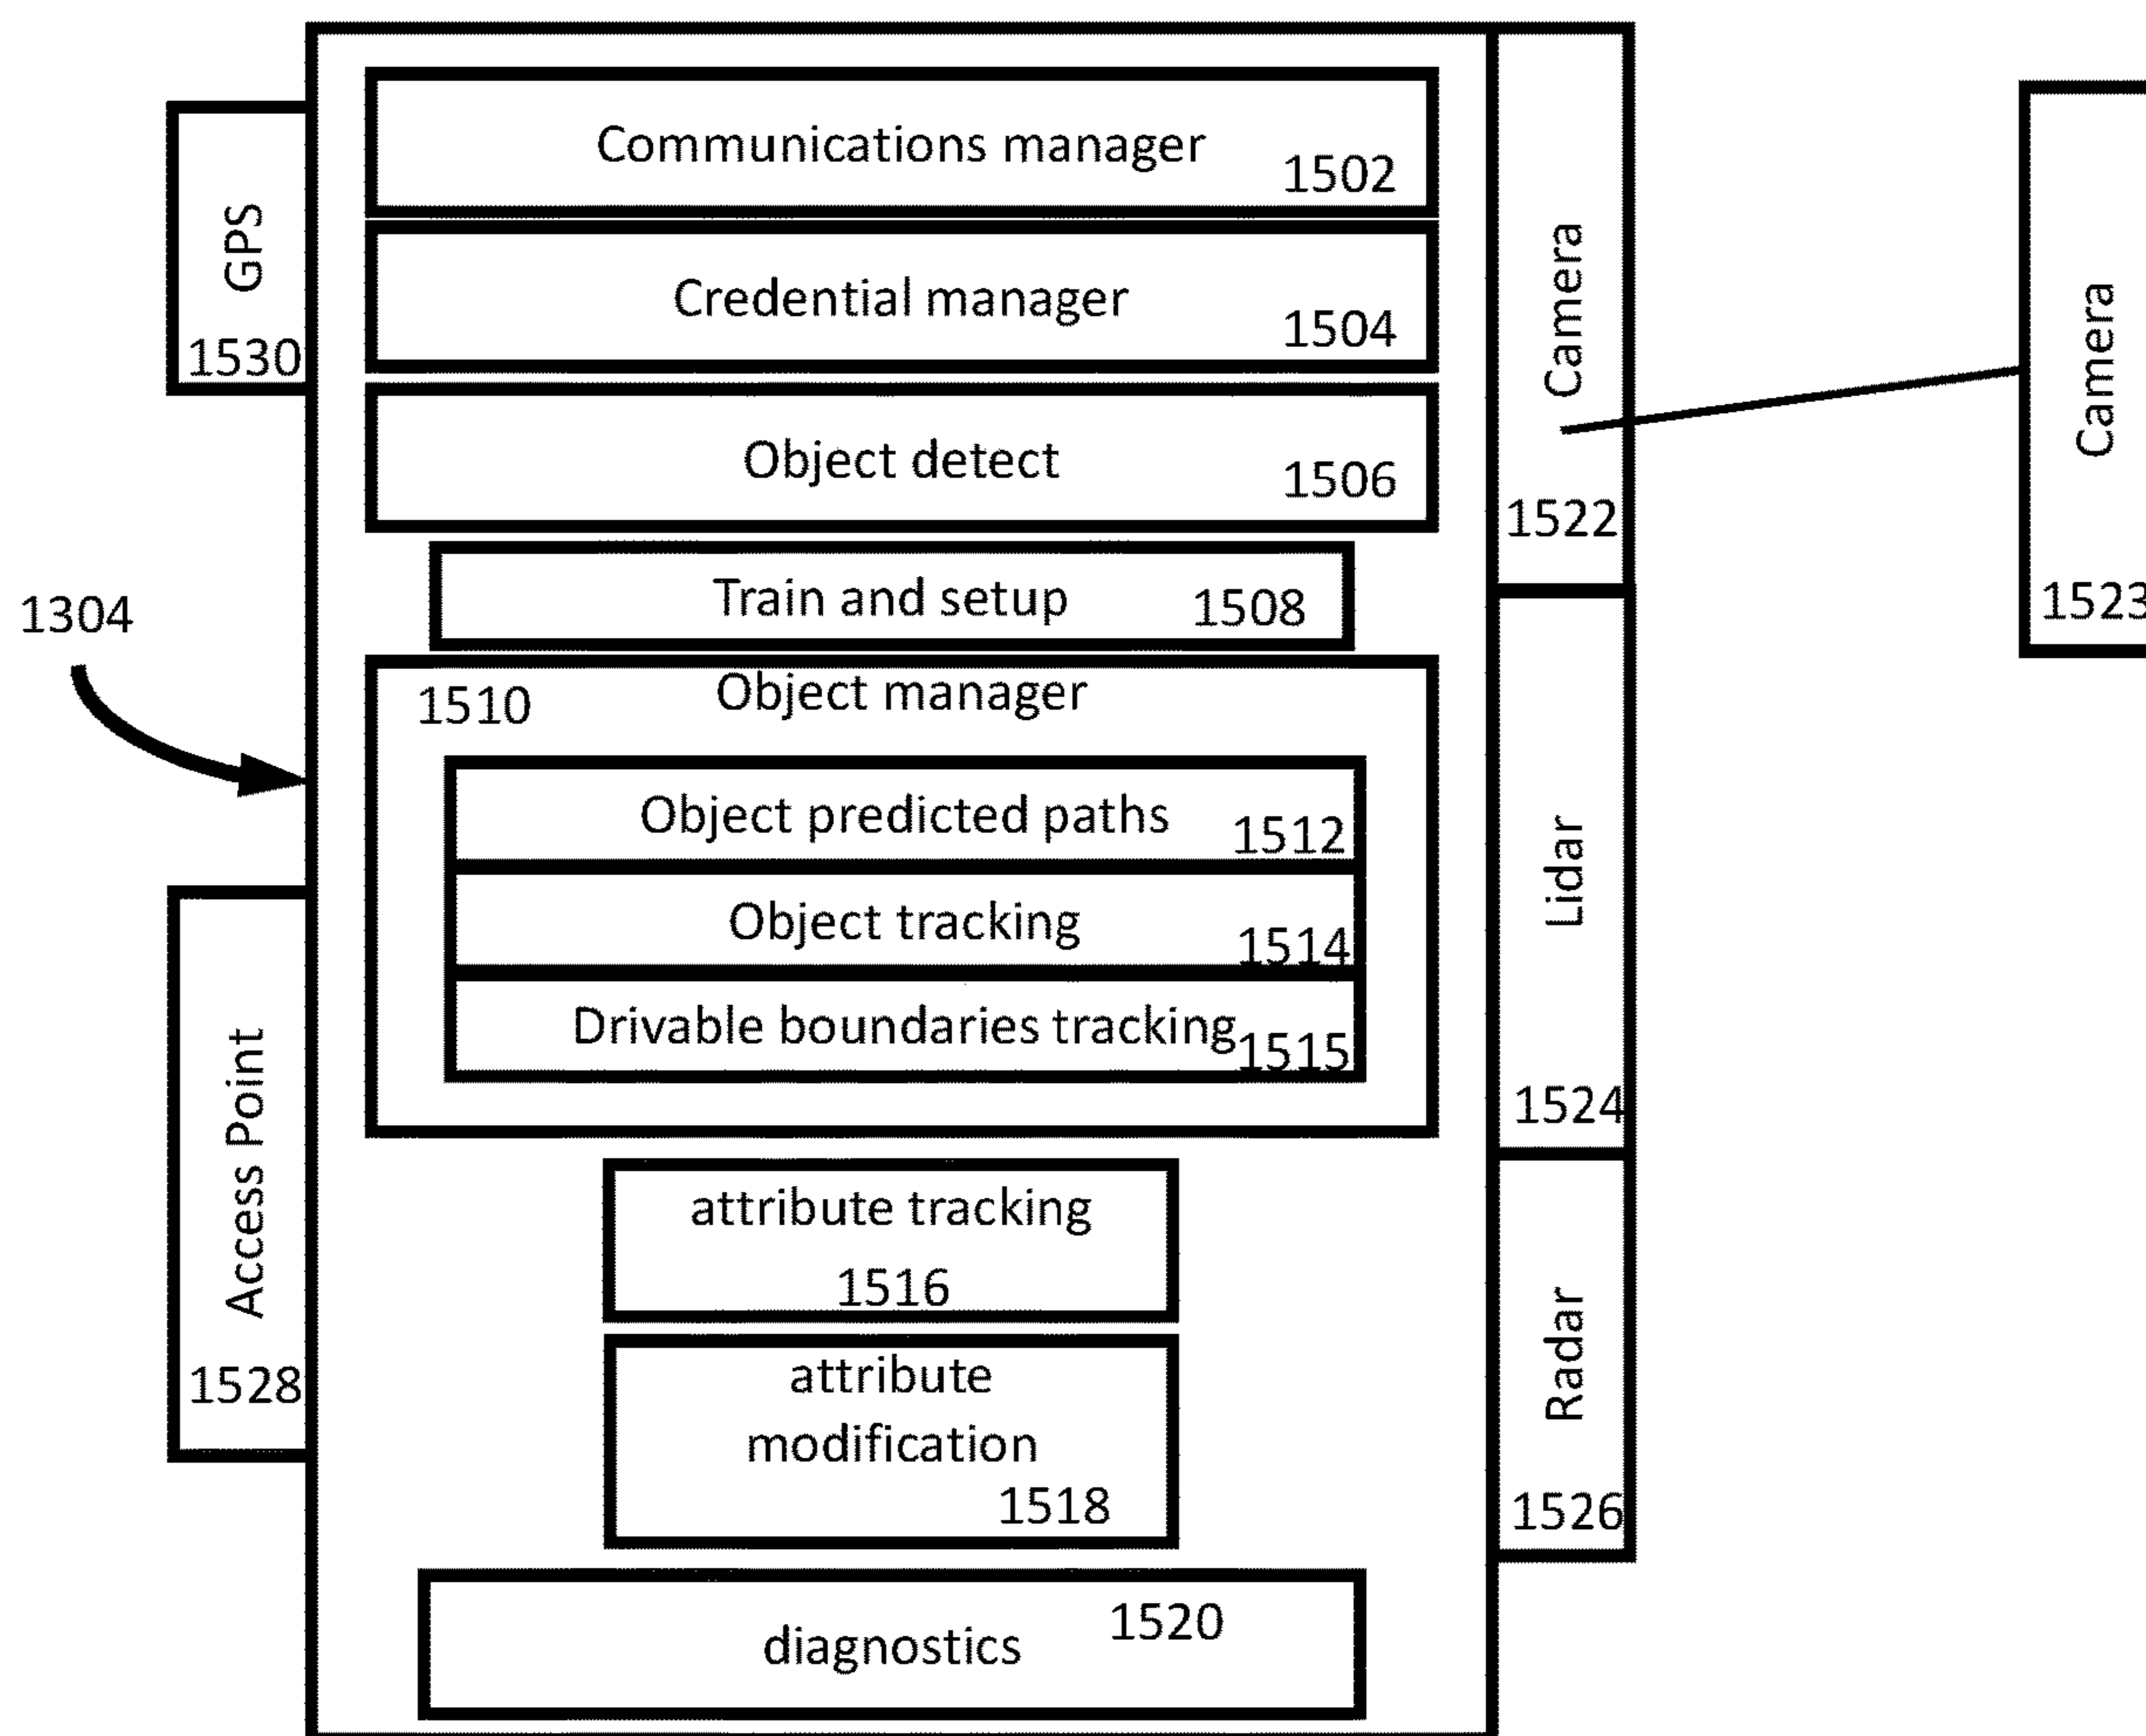 Communications manager
1502
GPS
1530
Credential manager
1504
Object detect
1506
Camera
1522
Camera
1523
Train and setup
1508
1304
1510
Object manager
Object predicted paths
1512
Object tracking
1514
Drivable boundaries tracking
1515
Lidar
1524
Access Point
1528
attribute tracking
1516
attribute
modification
1518
Radar
1526
1520
diagnostics